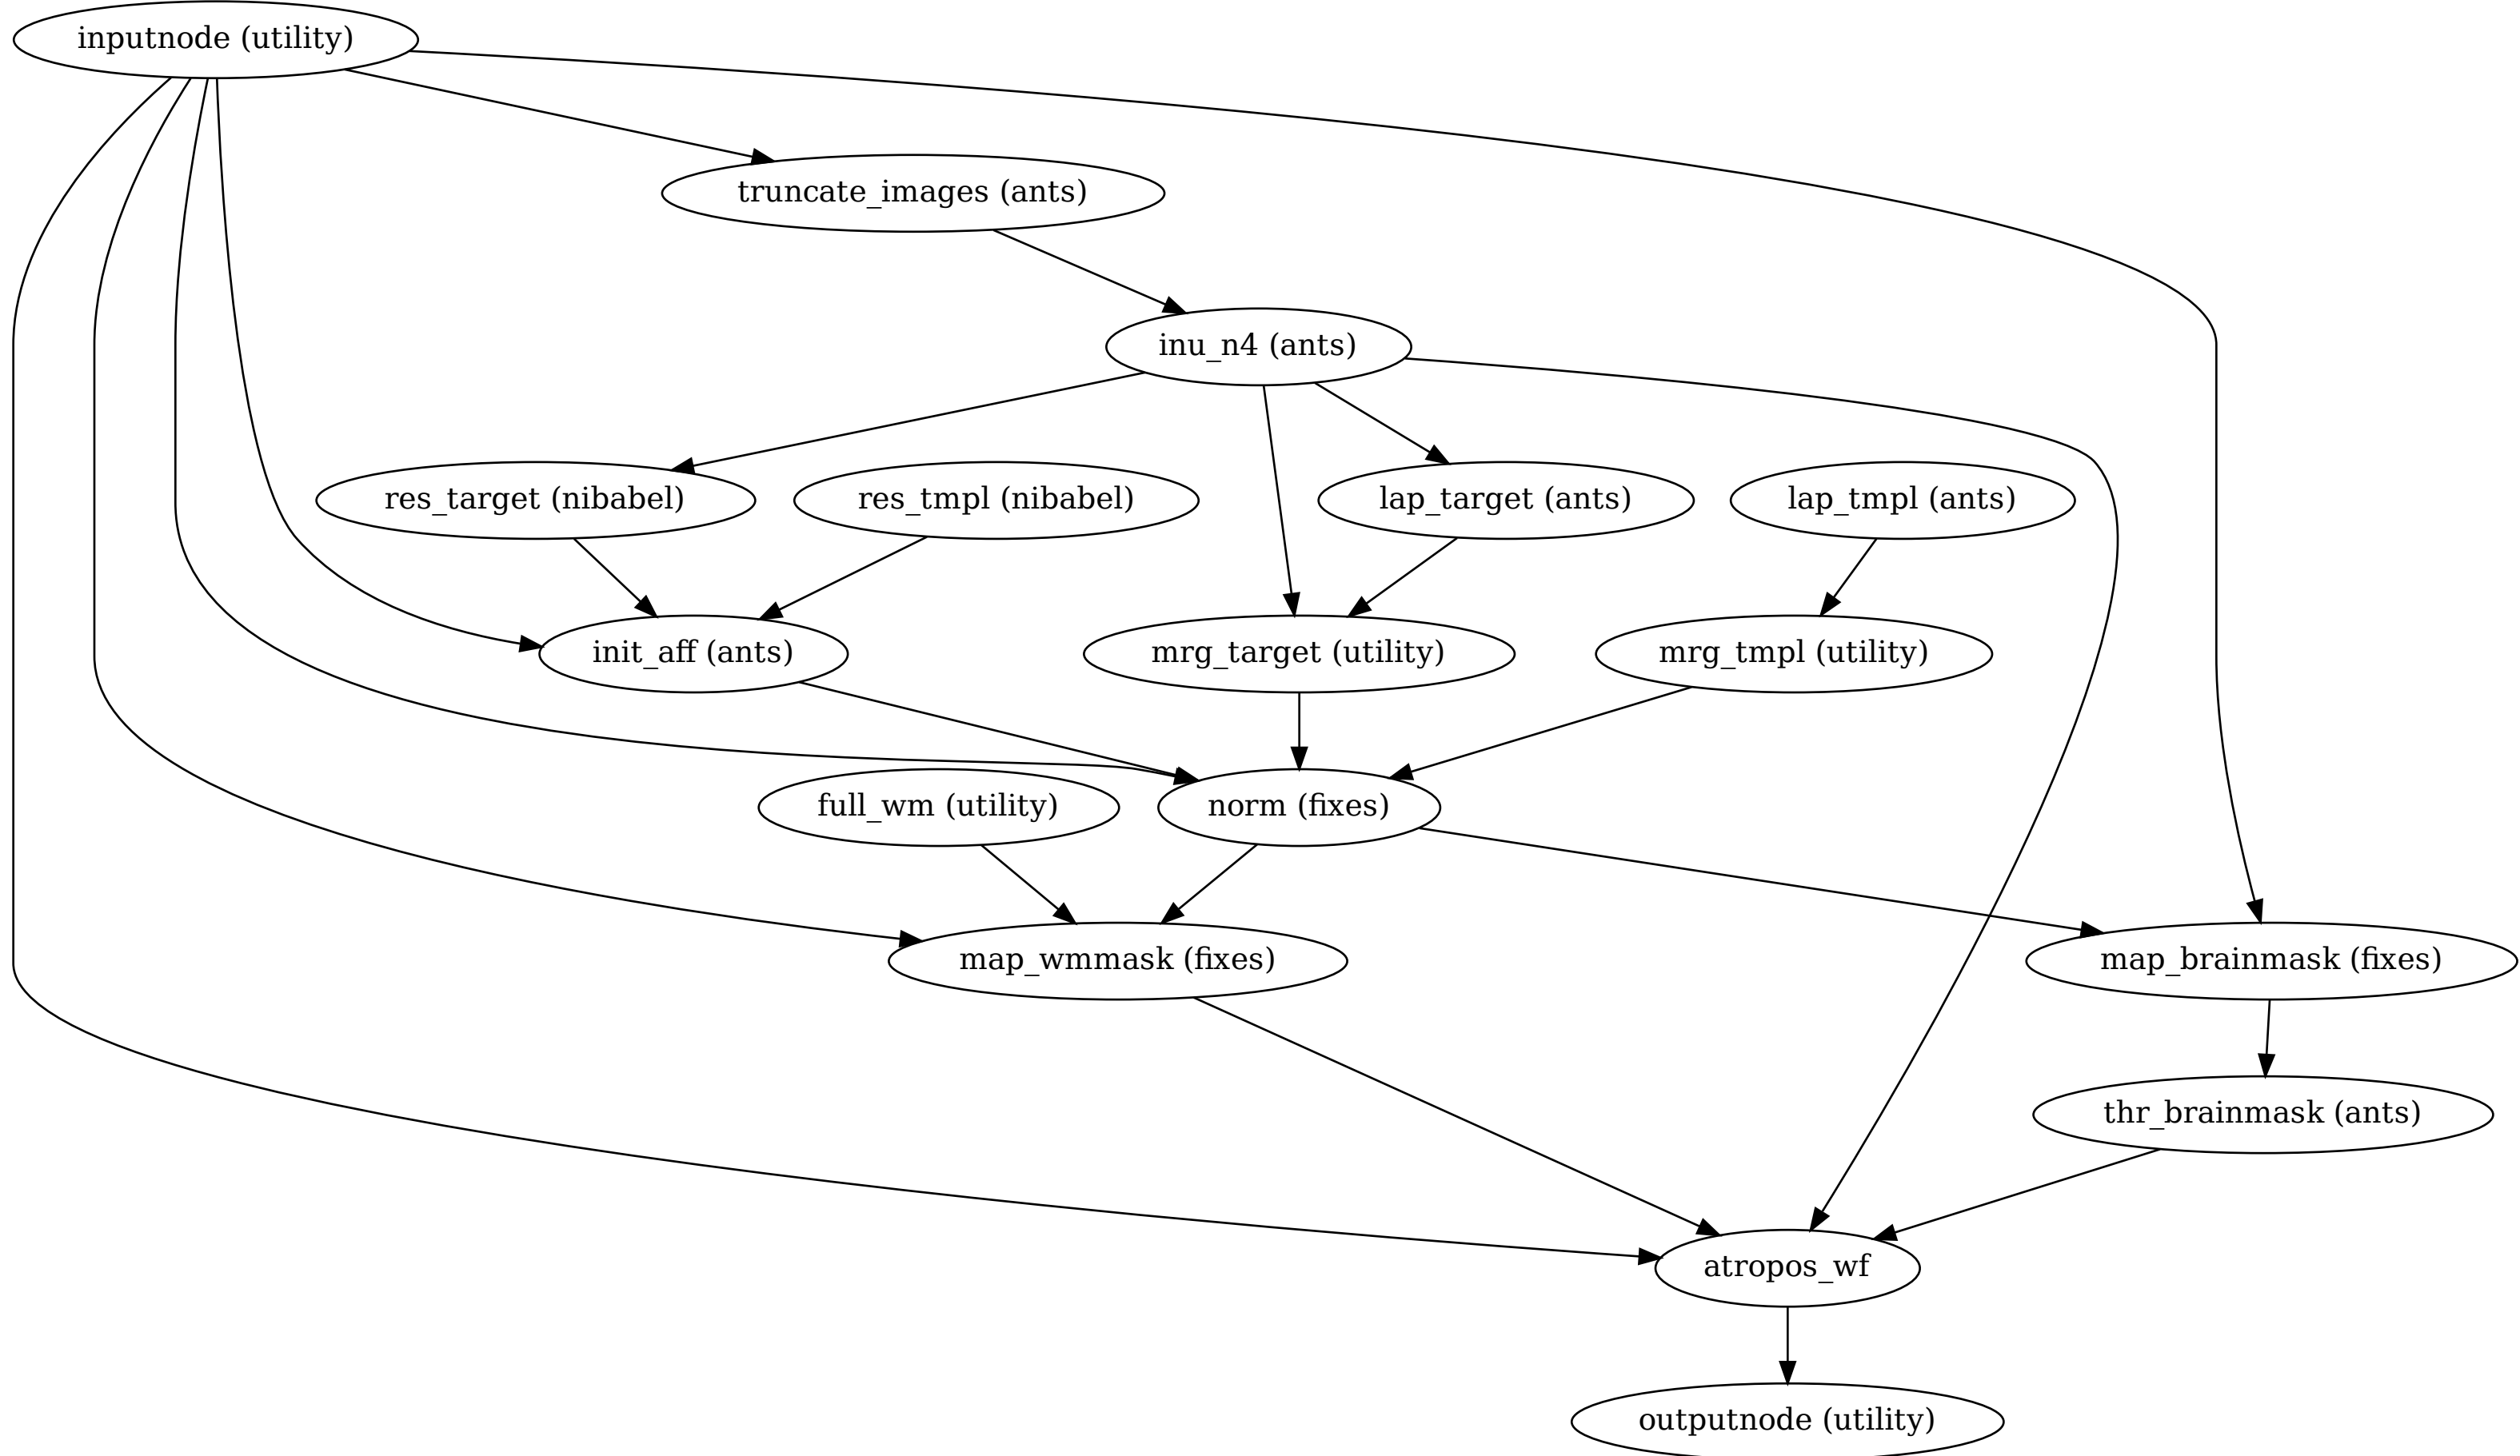 inputnode (utility)
truncate_images (ants)
inu_n4 (ants)
res_target (nibabel)
res_tmpl (nibabel)
lap_target (ants)
lap_tmpl (ants)
init_aff (ants)
mrg_target (utility)
mrg_tmpl (utility)
full_wm (utility)
norm (fixes)
map_wmmask (fixes)
map_brainmask (fixes)
thr_brainmask (ants)
atropos_wf
outputnode (utility)